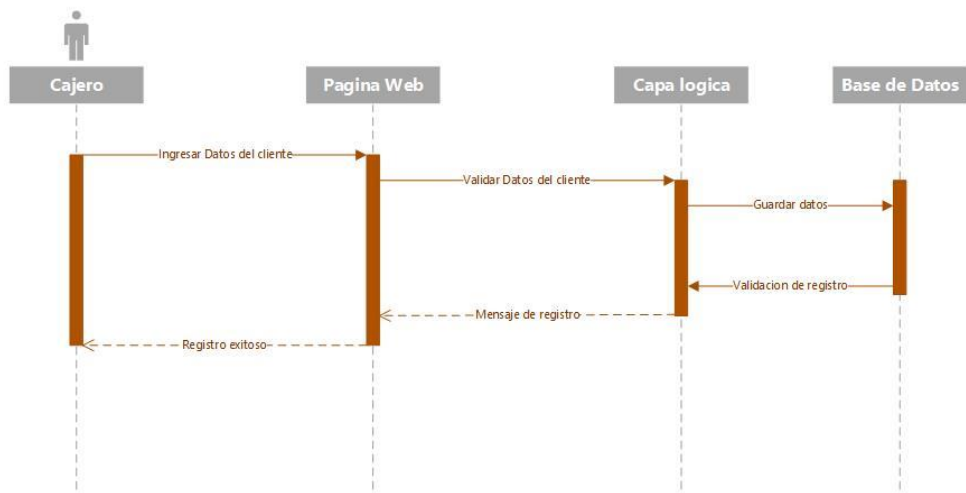 Cajero
Pagina Web
Capa logica
Base de Datos
Ingresar Datos del cliente
Validar Datos del cliente
Guardar datos
Validacion de registro
Mensaje de registro
Registro exitoso